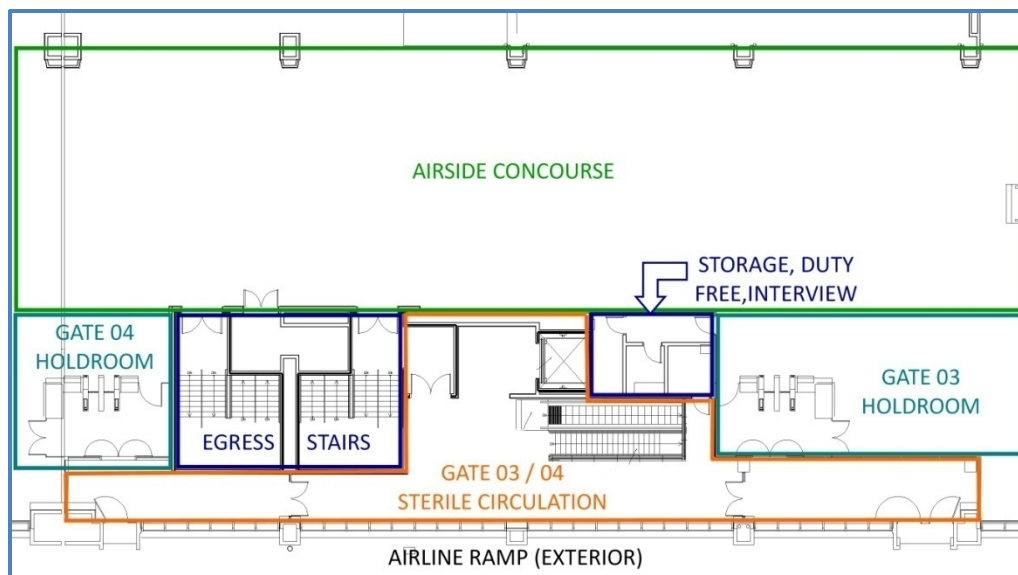 AIRSIDE CONCOURSE
STORAGE, DUTY
FREE,INTERVIEW
GATE 04
HOLDROOM
GATE 03
HOLDROOM
EGRESS STAIRS
GATE 03 / 04
STERILE CIRCULATION
AIRLINE RAMP (EXTERIOR)